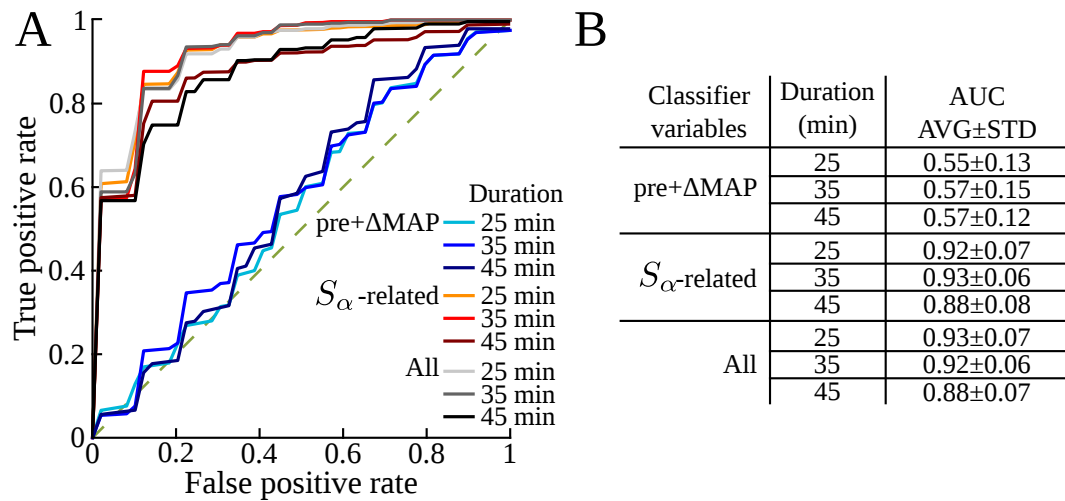 A
1
0.8
0.6
0.4
0.2
0
0 0.2 0.4 0.6 0.8 1
True positive rate
False positive rate
Duration
pre+ΔMAP
25 min
35 min
45 min
Sα-related
25 min
35 min
45 min
All
25 min
35 min
45 min
B
Classifier variables
Duration (min)
AUC AVG±STD
pre+ΔMAP
25 0.55±0.13
35 0.57±0.15
45 0.57±0.12
Sα-related
25 0.92±0.07
35 0.93±0.06
45 0.88±0.08
All
25 0.93±0.07
35 0.92±0.06
45 0.88±0.07